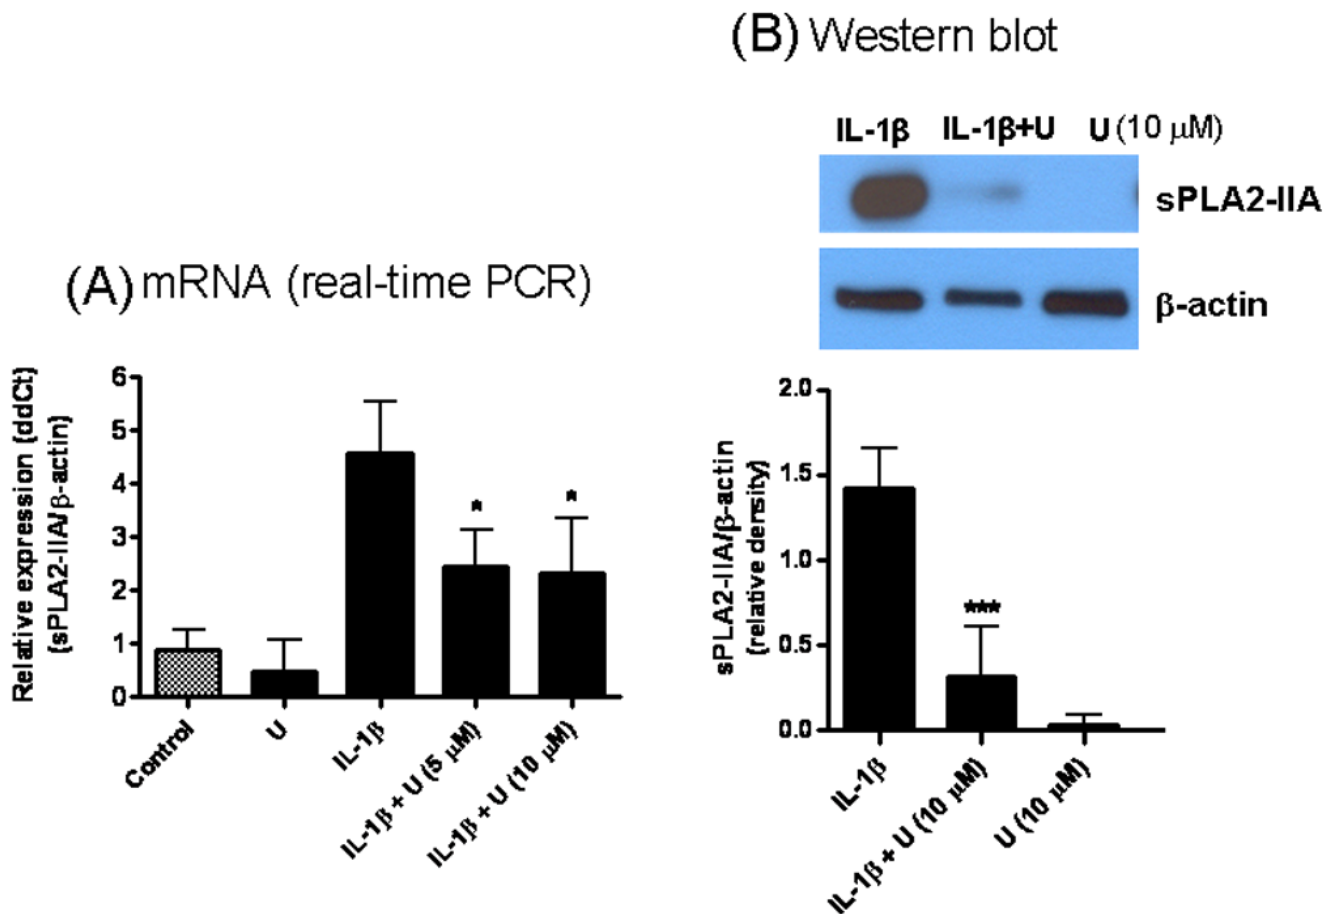 (A) mRNA (real-time PCR)
Relative expression (ddCt)
(sPLA2-IIA/β-actin)
6
5
4
3
2
1
0
*
*
Control
U
IL-1β
IL-1β + U (5 μM)
IL-1β + U (10 μM)
(B) Western blot
IL-1β IL-1β+U U (10 μM)
sPLA2-IIA
β-actin
sPLA2-IIA/β-actin
(relative density)
2.0
1.5
1.0
0.5
0.0
***
IL-1β
IL-1β + U (10 μM)
U (10 μM)